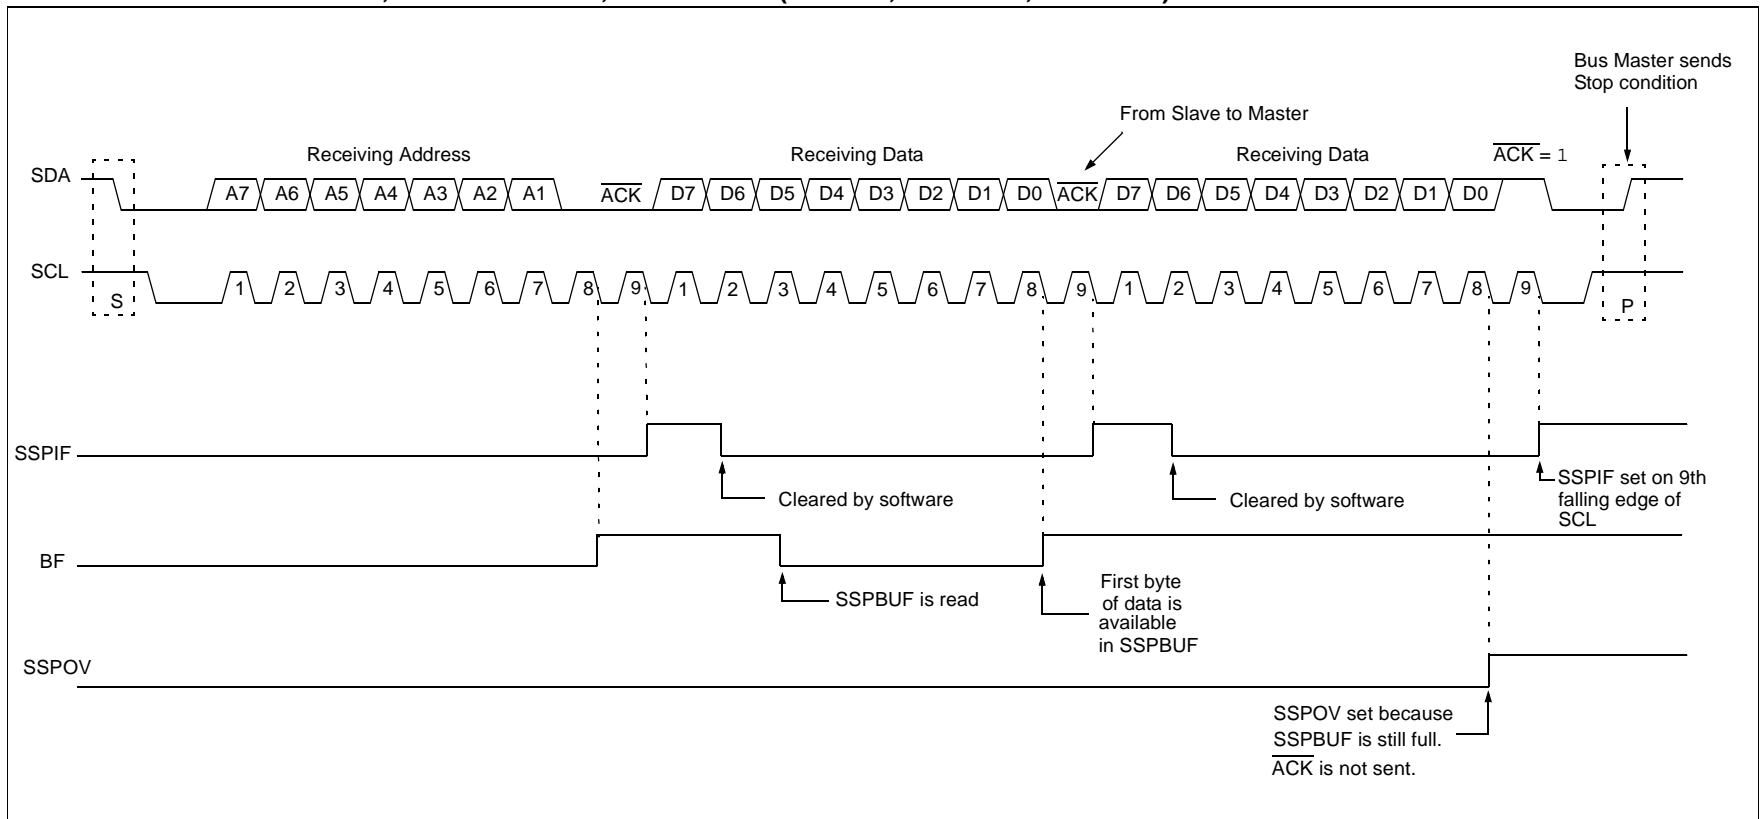 Bus Master sends
Stop condition
From Slave to Master
Receiving Address
Receiving Data
Receiving Data
ACK = 1
SDA
A7 A6 A5 A4 A3 A2 A1 ACK D7 D6 D5 D4 D3 D2 D1 D0 ACK D7 D6 D5 D4 D3 D2 D1 D0
SCL
S 1 2 3 4 5 6 7 8 9 1 2 3 4 5 6 7 8 9 1 2 3 4 5 6 7 8 9 P
SSPIF
Cleared by software
Cleared by software
SSPIF set on 9th
falling edge of
SCL
BF
SSPBUF is read
First byte
of data is
available
in SSPBUF
SSPOV
SSPOV set because
SSPBUF is still full.
ACK is not sent.